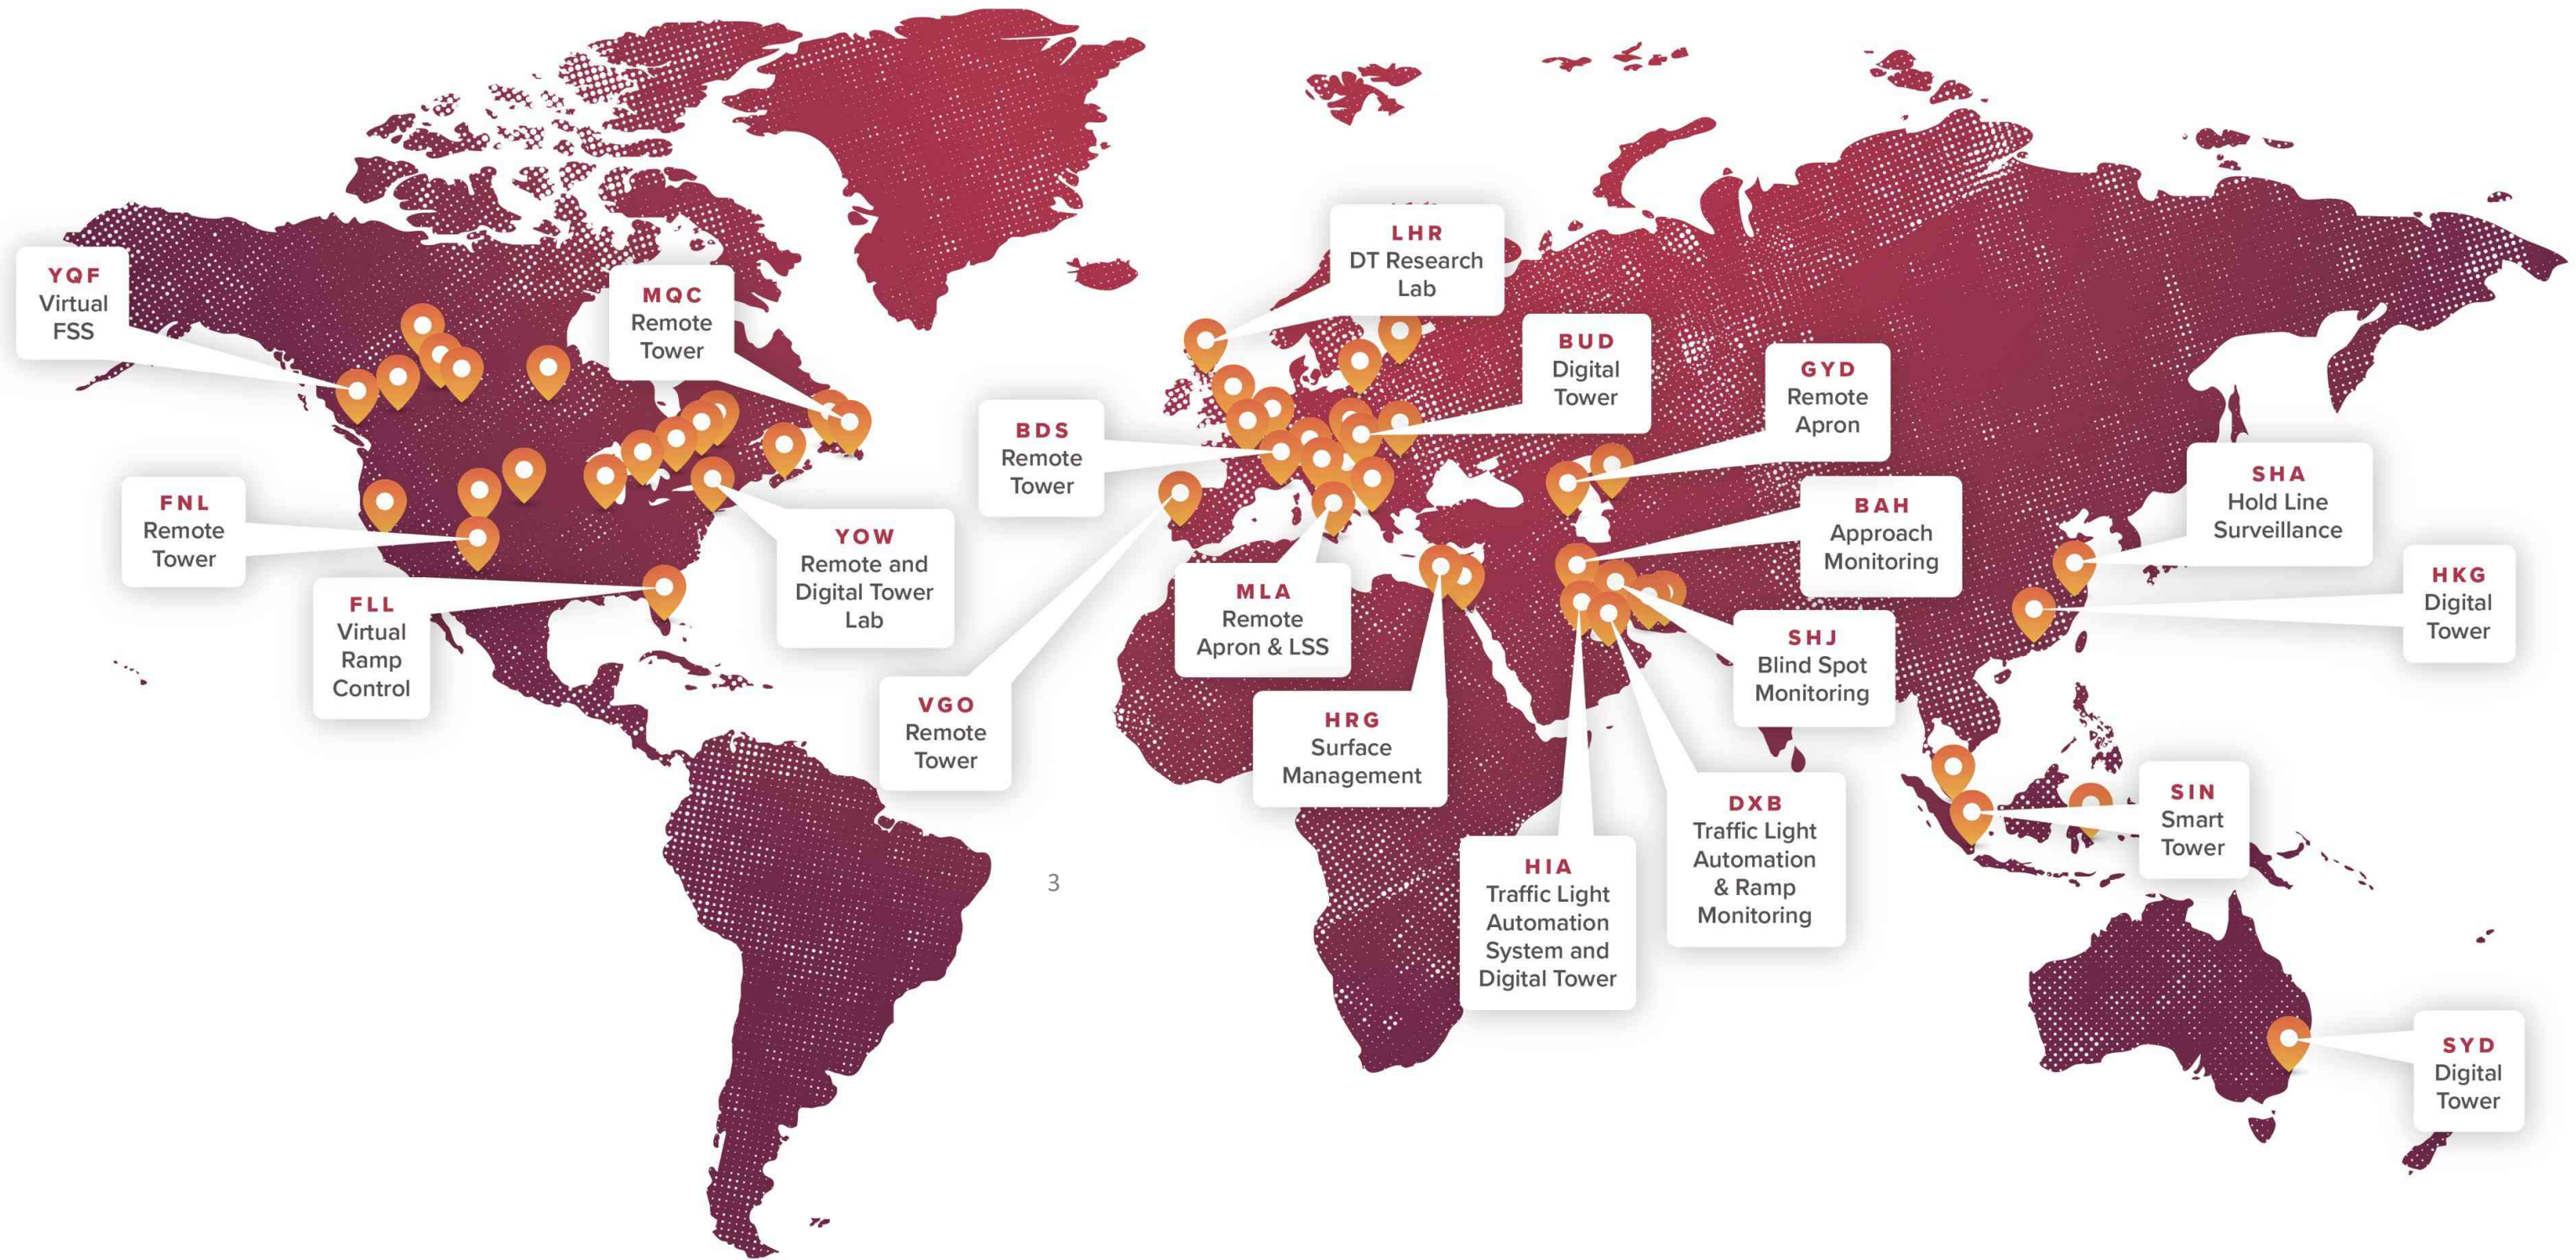 YQF
Virtual
FSS
MQC
Remote
Tower
LHR
DT Research
Lab
BUD
Digital
Tower
GYD
Remote
Apron
BDS
Remote
Tower
FNL
Remote
Tower
YOW
Remote and
Digital Tower
Lab
FLL
Virtual
Ramp
Control
VGO
Remote
Tower
MLA
Remote
Apron & LSS
HRG
Surface
Management
BAH
Approach
Monitoring
SHA
Hold Line
Surveillance
HKG
Digital
Tower
SHJ
Blind Spot
Monitoring
DXB
Traffic Light
Automation
& Ramp
Monitoring
HIA
Traffic Light
Automation
System and
Digital Tower
SIN
Smart
Tower
3
SYD
Digital
Tower